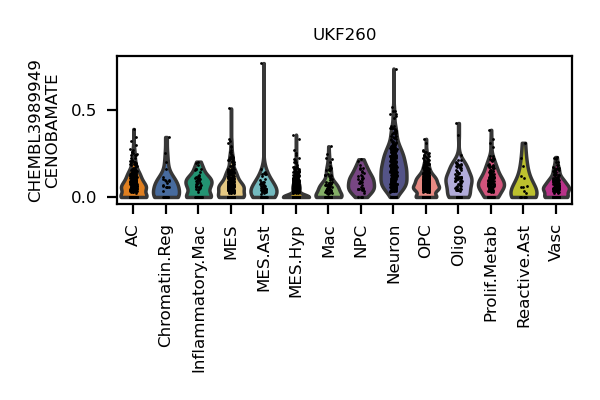 UKF260
CHEMBL3989949
CENOBAMATE
0.5
0.0
AC
Chromatin.Reg
Inflammatory.Mac
MES
MES.Ast
MES.Hyp
Mac
NPC
Neuron
OPC
Oligo
Prolif.Metab
Reactive.Ast
Vasc